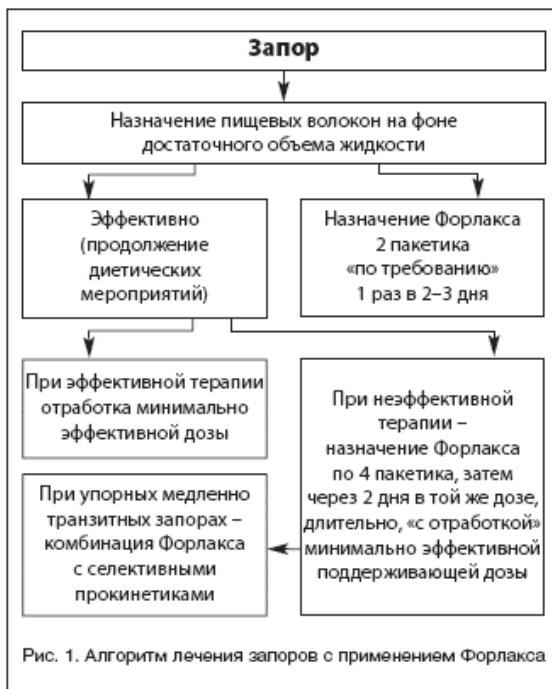 Запор
Назначение пищевых волокон на фоне
достаточного объема жидкости
Эффективно
(продолжение
диетических
мероприятий)
Назначение Форлакса
2 пакетика
«по требованию»
1 раз в 2–3 дня
При эффективной терапии
отработка минимально
эффективной дозы
При неэффективной
терапии –
назначение Форлакса
по 4 пакетика, затем
через 2 дня в той же дозе,
длительно, «с отработкой»
минимально эффективной
поддерживающей дозы
При упорных медленно
транзитных запорах –
комбинация Форлакса
с селективными
прокинетиками
Рис. 1. Алгоритм лечения запоров с применением Форлакса